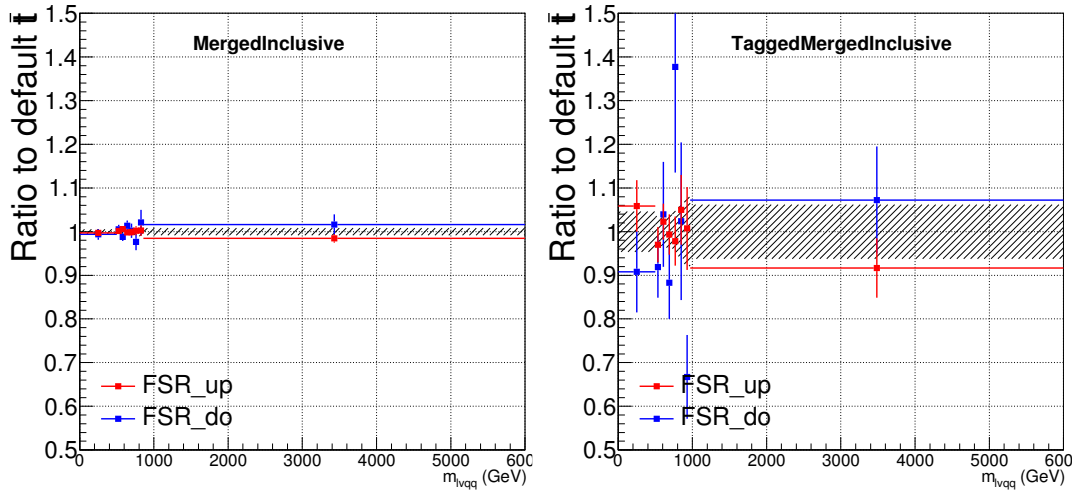 Ratio to default tt̄
1.5
1.4
1.3
1.2
1.1
1
0.9
0.8
0.7
0.6
0.5
MergedInclusive
FSR_up
FSR_do
0 1000 2000 3000 4000 5000 600
m_lvqq (GeV)
Ratio to default tt̄
1.5
1.4
1.3
1.2
1.1
1
0.9
0.8
0.7
0.6
0.5
TaggedMergedInclusive
FSR_up
FSR_do
0 1000 2000 3000 4000 5000 6000
m_lvqq (GeV)